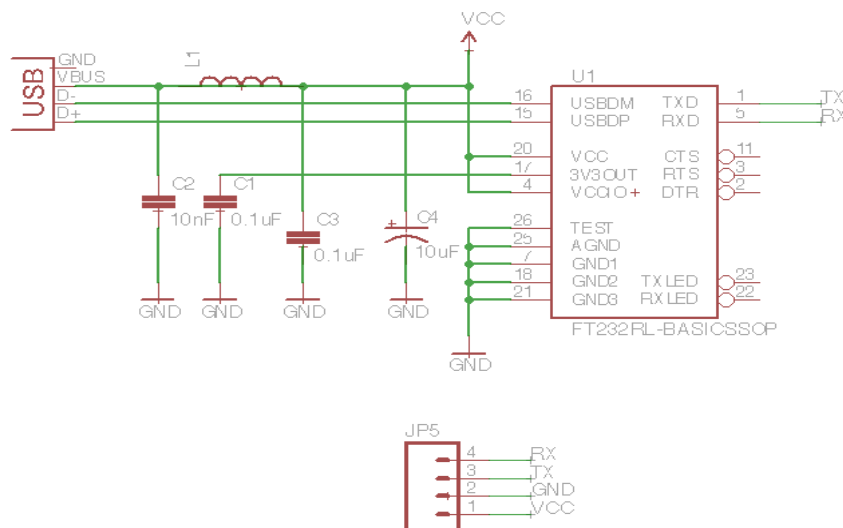 VCC
GND
VBUS
D-
D+
USB
L1
U1
16 USBDM TXD 1 TX
15 USBDP RXD 5 RX
20 VCC CTS 11
17 3V3OUT RTS 3
4 VCCIO+ DTR 2
C2
10nF
C1
0.1uF
C3
0.1uF
+ C4
10uF
26 TEST
25 AGND
7 GND1
18 GND2 TXLED 23
21 GND3 RXLED 22
GND
GND
GND
GND
FT232RL-BASICSSOP
GND
JP5
4 RX
3 TX
2 GND
1 VCC